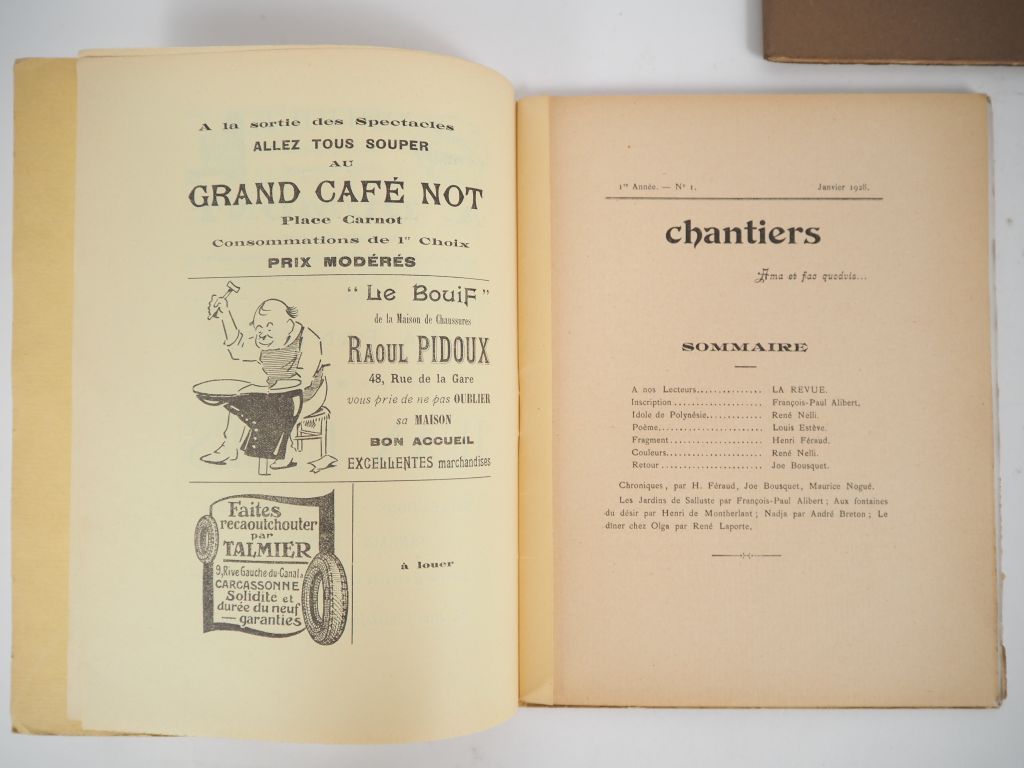 A la sortie des Spectacles
ALLEZ TOUS SOUPER
AU
GRAND CAFÉ NOT
Place Carnot
Consommations de 1er Choix
PRIX MODÉRÉS
" Le Bouif "
de la Maison de Chaussures
RAOUL PIDOUX
48, Rue de la Gare
vous prie de ne pas OUBLIER
sa MAISON
BON ACCUEIL
EXCELLENTES marchandises
Faites
recaoutchouter
par
TALMIER
9, Rive Gauche du Canal
CARCASSONNE
Solidité et
durée du neuf
— garanties
à louer
1re Année. — N° 1. Janvier 1928.
chantiers
Ama et fac quodvis...
SOMMAIRE
A nos Lecteurs............... LA REVUE.
Inscription.................... François-Paul Alibert,
Idole de Polynésie............. René Nelli.
Poème........................ Louis Estève.
Fragment...................... Henri Féraud.
Couleurs....................... René Nelli.
Retour........................ Joe Bousquet.
Chroniques, par H. Féraud, Joe Bousquet, Maurice Nogué.
Les Jardins de Salluste par François-Paul Alibert ; Aux fontaines
du désir par Henri de Montherlant ; Nadja par André Breton ; Le
dîner chez Olga par René Laporte,